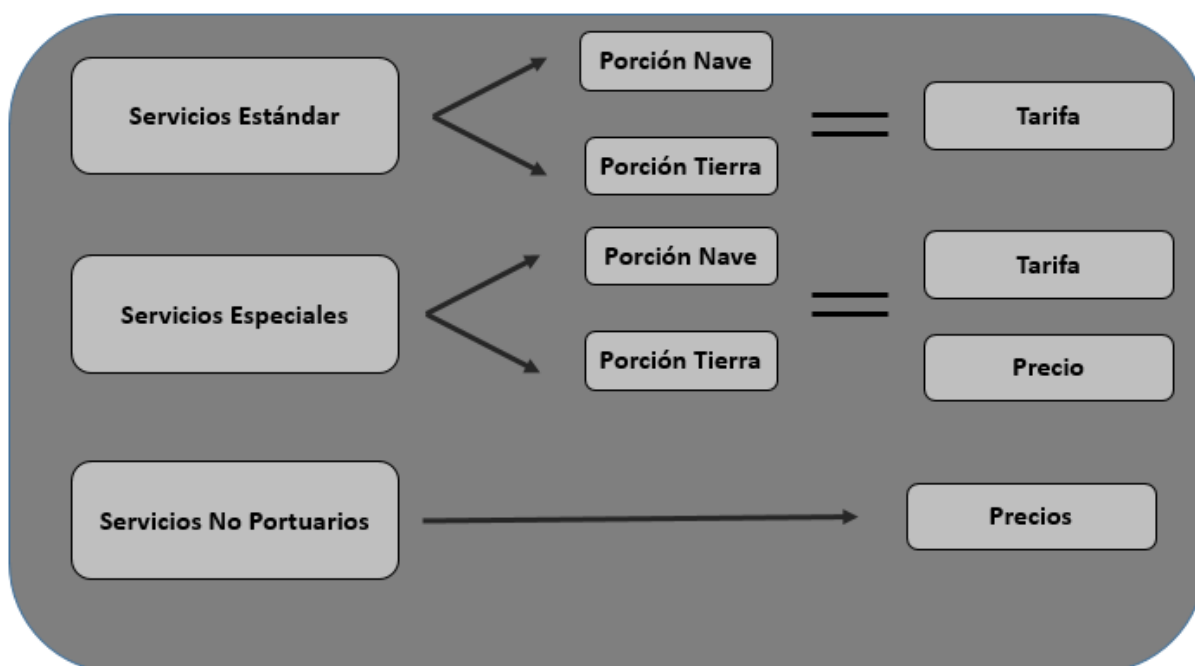 Servicios Estándar
Porción Nave
Porción Tierra
Tarifa
Servicios Especiales
Porción Nave
Porción Tierra
Tarifa
Precio
Servicios No Portuarios
Precios